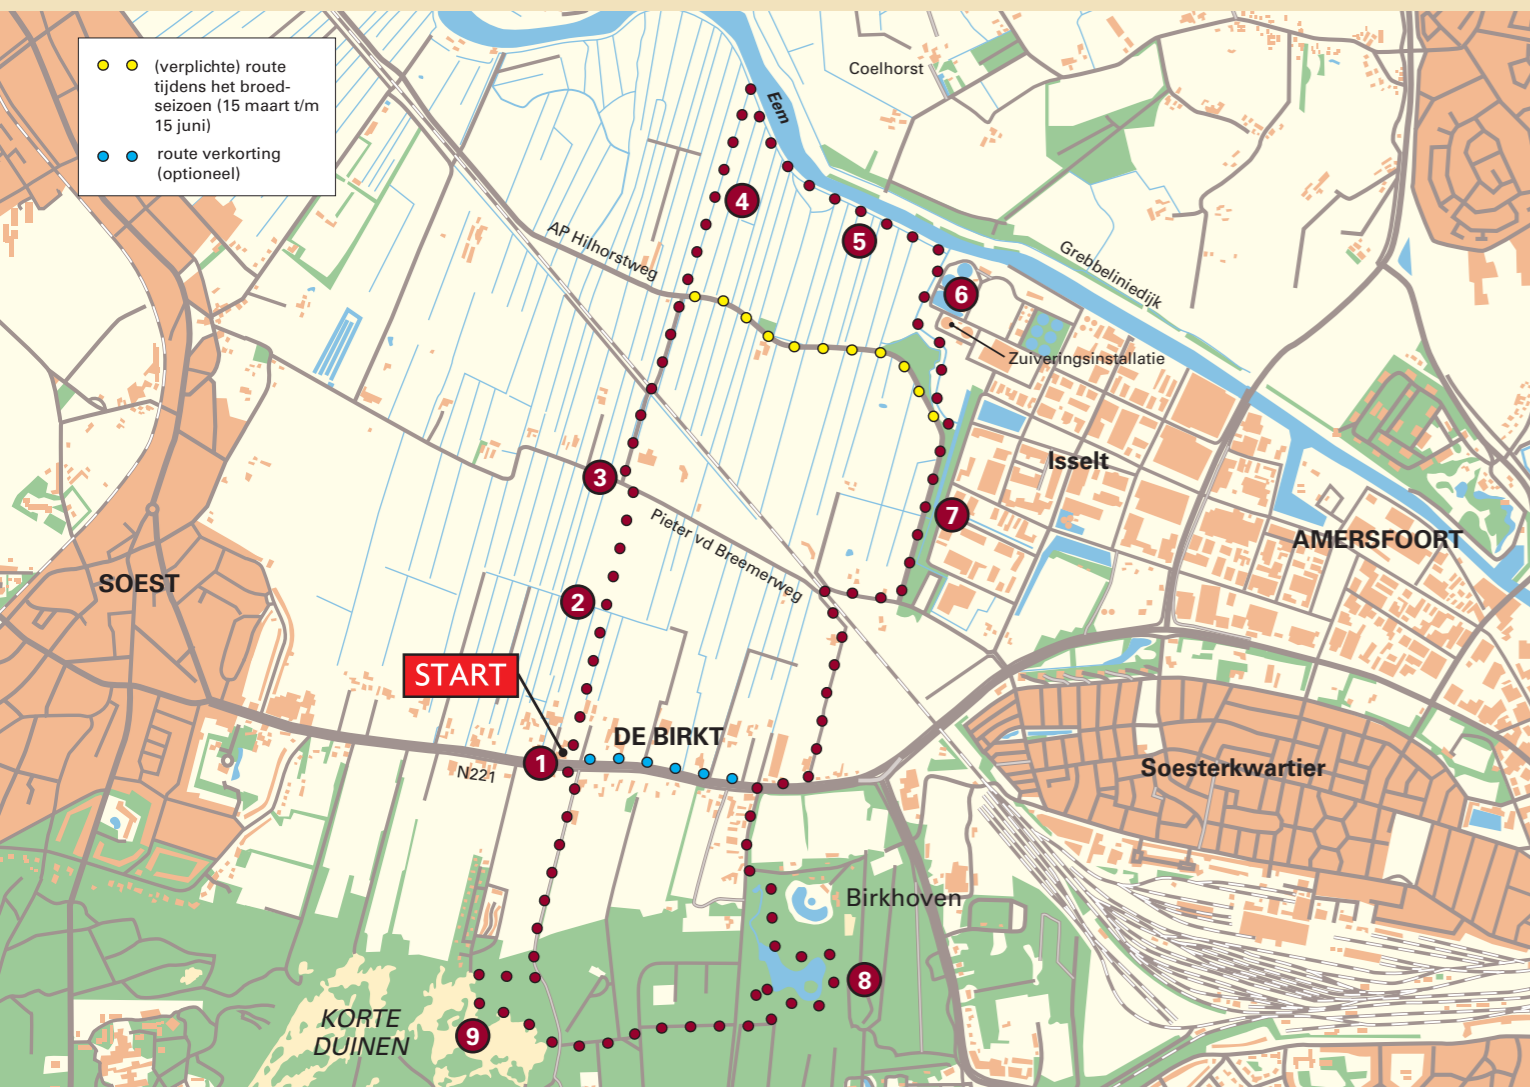 (verplichte) route
tijdens het broed-
seizoen (15 maart t/m
15 juni)
route verkorting
(optioneel)
Coelhorst
Eem
4
AP Hilhorstweg
5
Grebbeliniedijk
6
Zuiveringsinstallatie
Isselt
3
Pieter vd Breemerweg
7
AMERSFOORT
SOEST
2
START
DE BIRKT
1
N221
Soesterkwartier
Birkhoven
8
KORTE
DUINEN
9